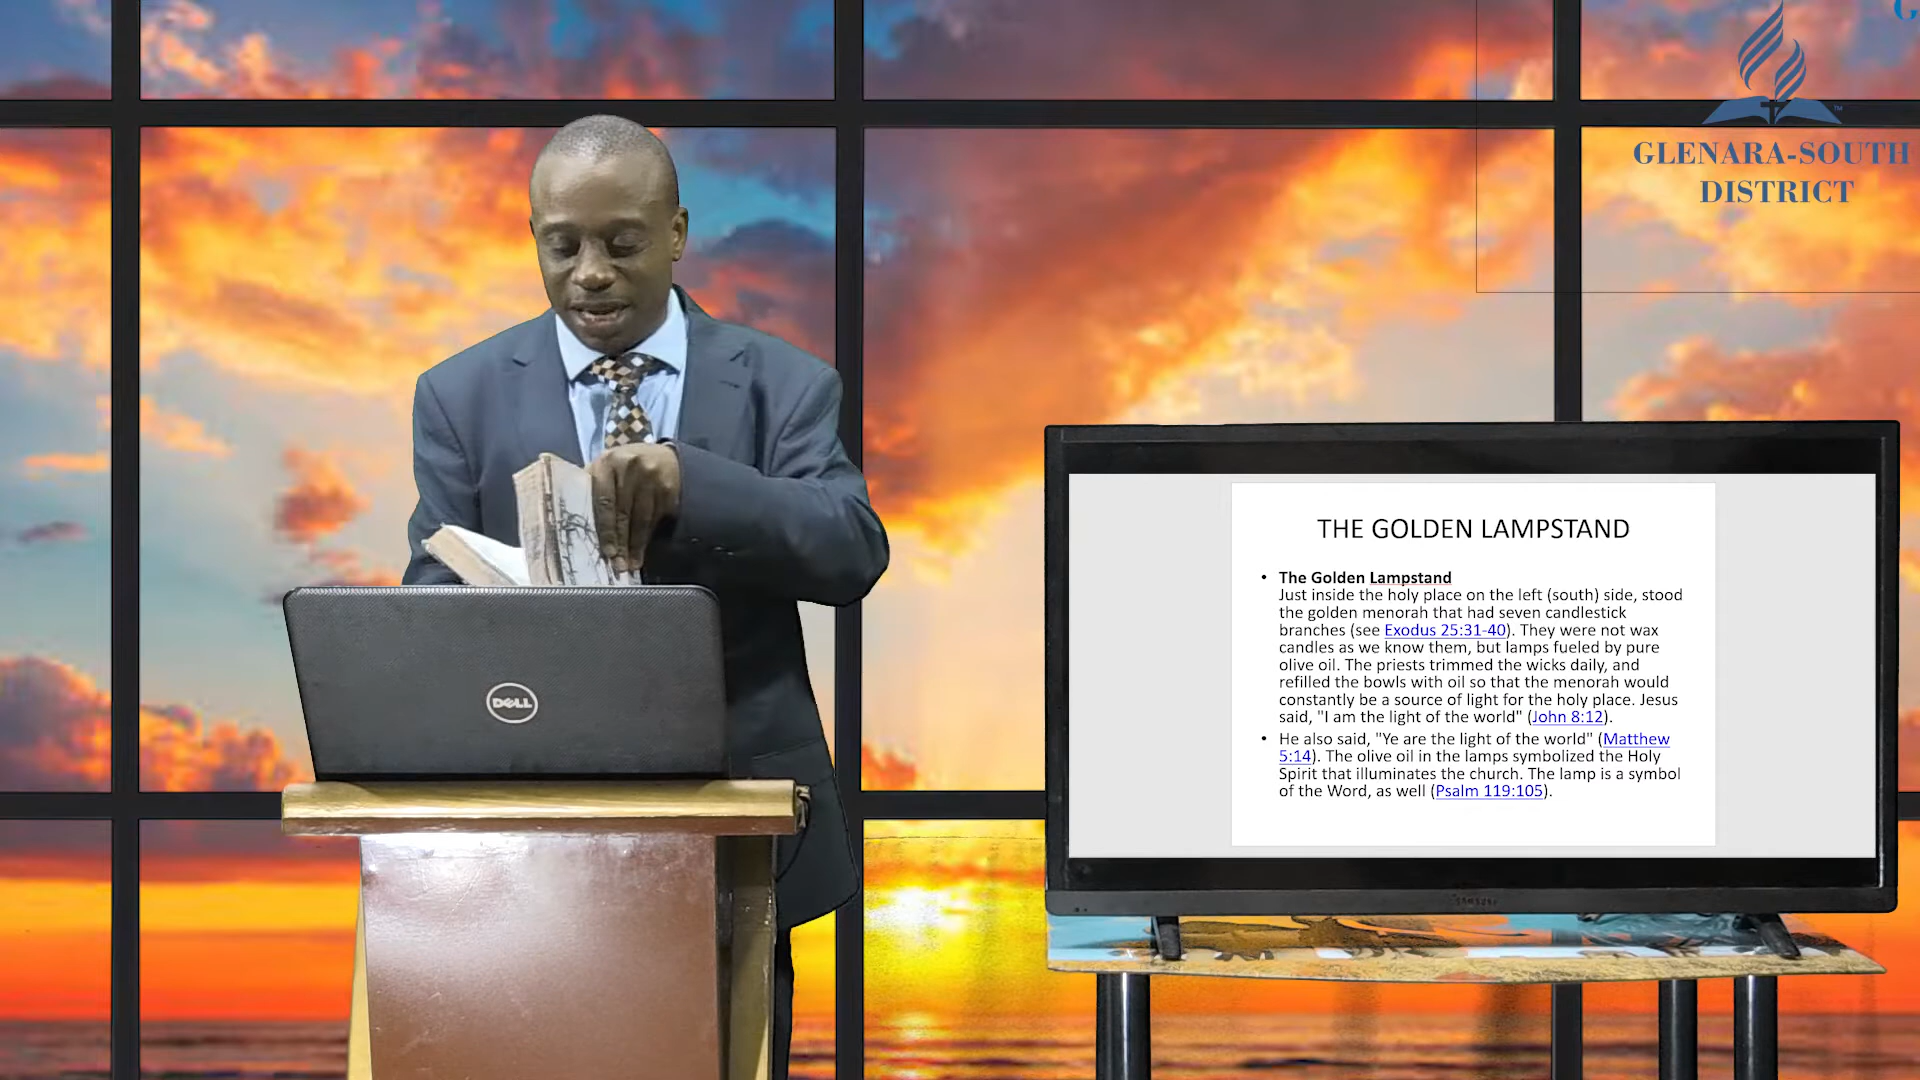 G
™
GLENARA-SOUTH
DISTRICT
THE GOLDEN LAMPSTAND
• The Golden Lampstand
Just inside the holy place on the left (south) side, stood
the golden menorah that had seven candlestick
branches (see Exodus 25:31-40). They were not wax
candles as we know them, but lamps fueled by pure
olive oil. The priests trimmed the wicks daily, and
refilled the bowls with oil so that the menorah would
constantly be a source of light for the holy place. Jesus
said, "I am the light of the world" (John 8:12).
• He also said, "Ye are the light of the world" (Matthew
5:14). The olive oil in the lamps symbolized the Holy
Spirit that illuminates the church. The lamp is a symbol
of the Word, as well (Psalm 119:105).
DELL
SAMSUNG